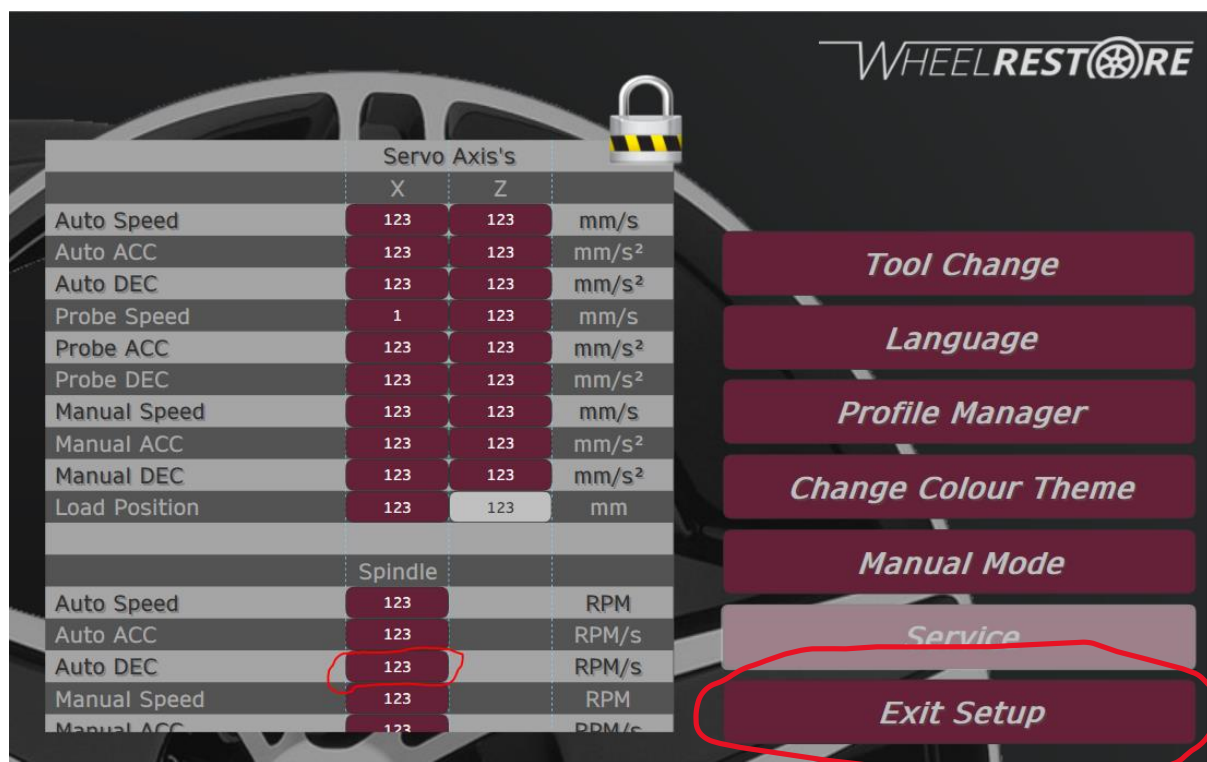 WHEELRESTORE
Servo Axis's
X Z
Auto Speed 123 123 mm/s
Auto ACC 123 123 mm/s²
Auto DEC 123 123 mm/s²
Probe Speed 1 123 mm/s
Probe ACC 123 123 mm/s²
Probe DEC 123 123 mm/s²
Manual Speed 123 123 mm/s
Manual ACC 123 123 mm/s²
Manual DEC 123 123 mm/s²
Load Position 123 123 mm
Spindle
Auto Speed 123 RPM
Auto ACC 123 RPM/s
Auto DEC 123 RPM/s
Manual Speed 123 RPM
Manual ACC 123 RPM/s
Tool Change
Language
Profile Manager
Change Colour Theme
Manual Mode
Service
Exit Setup